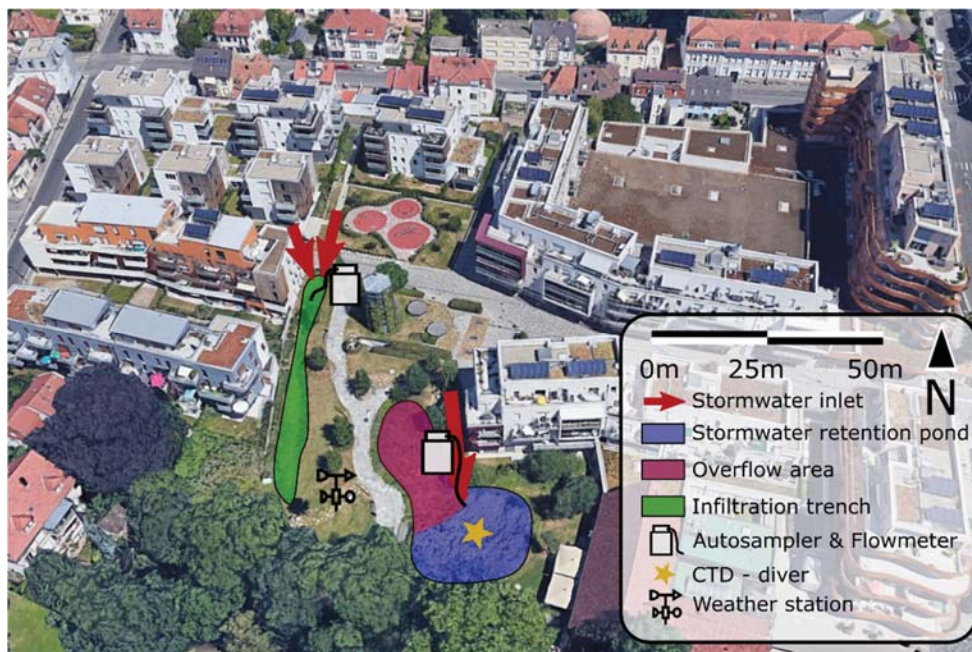 0m 25m 50m
N
Stormwater inlet
Stormwater retention pond
Overflow area
Infiltration trench
Autosampler & Flowmeter
CTD - diver
Weather station